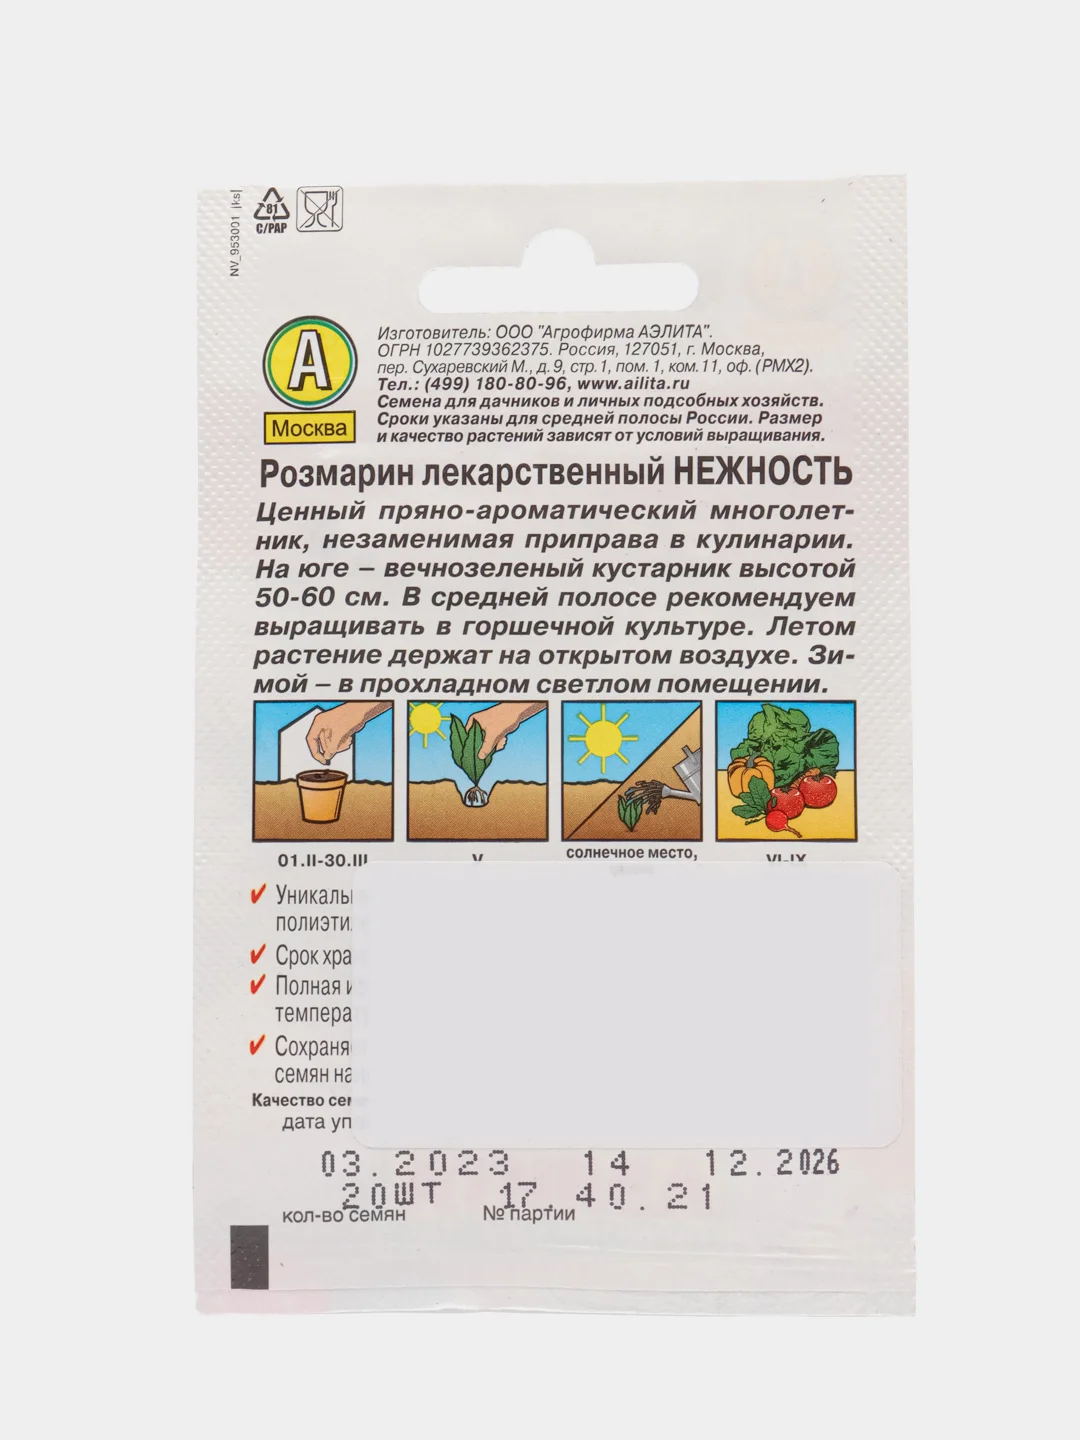 NV_953001 |ks|
81
C/PAP
A
Москва
Изготовитель: ООО "Агрофирма АЭЛИТА".
ОГРН 1027739362375. Россия, 127051, г. Москва,
пер. Сухаревский М., д. 9, стр. 1, пом. 1, ком. 11, оф. (РМХ2).
Тел.: (499) 180-80-96, www.ailita.ru
Семена для дачников и личных подсобных хозяйств.
Сроки указаны для средней полосы России. Размер
и качество растений зависят от условий выращивания.
Розмарин лекарственный НЕЖНОСТЬ
Ценный пряно-ароматический многолет-
ник, незаменимая приправа в кулинарии.
На юге – вечнозеленый кустарник высотой
50-60 см. В средней полосе рекомендуем
выращивать в горшечной культуре. Летом
растение держат на открытом воздухе. Зи-
мой – в прохладном светлом помещении.
01.II-30.III V солнечное место, VI-IX
Уникаль
полиэти
Срок хра
Полная и
темпера
Сохраня
семян на
Качество сем
дата уп
03.2023 14 12.2026
20ШТ 17.40.21
кол-во семян № партии